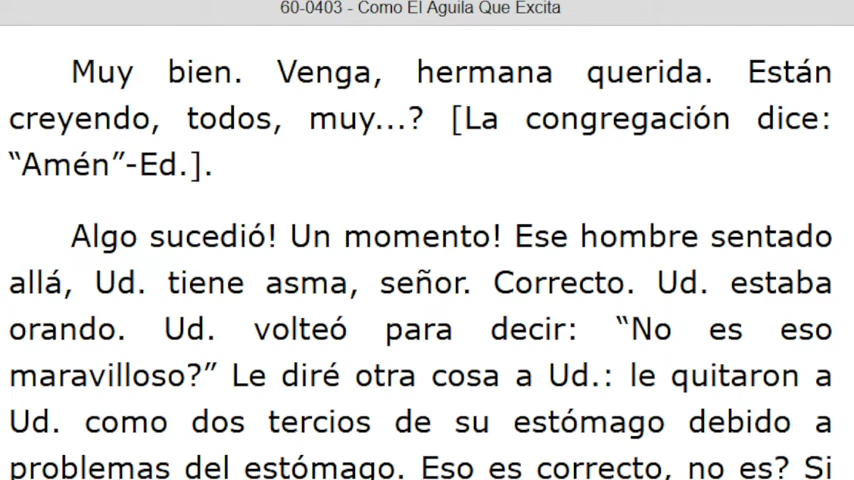 60-0403 - Como El Aguila Que Excita
Muy bien. Venga, hermana querida. Están
creyendo, todos, muy...? [La congregación dice:
“Amén”-Ed.].
Algo sucedió! Un momento! Ese hombre sentado
allá, Ud. tiene asma, señor. Correcto. Ud. estaba
orando. Ud. volteó para decir: “No es eso
maravilloso?” Le diré otra cosa a Ud.: le quitaron a
Ud. como dos tercios de su estómago debido a
problemas del estómago. Eso es correcto, no es? Si